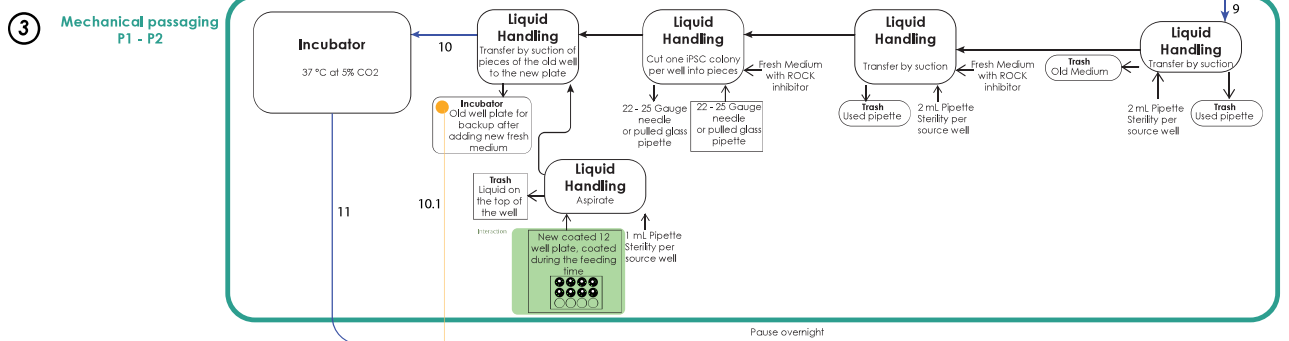 3
Mechanical passaging
P1 - P2
9
Incubator
37 °C at 5% CO2
10
Liquid
Handling
Transfer by suction of
pieces of the old well
to the new plate
Liquid
Handling
Cut one iPSC colony
per well into pieces
Fresh Medium
with ROCK
inhibitor
Liquid
Handling
Transfer by suction
Fresh Medium
with ROCK
inhibitor
Liquid
Handling
Transfer by suction
Trash
Old Medium
Incubator
Old well plate for
backup after
adding new fresh
medium
22 - 25 Gauge
needle
or pulled glass
pipette
22 - 25 Gauge
needle
or pulled glass
pipette
Trash
Used pipette
2 mL Pipette
Sterility per
source well
2 mL Pipette
Sterility per
source well
Trash
Used pipette
Liquid
Handling
Aspirate
Trash
Liquid on
the top of
the well
11
10.1
Interaction
New coated 12
well plate, coated
during the feeding
time
1 mL Pipette
Sterility per
source well
Pause overnight